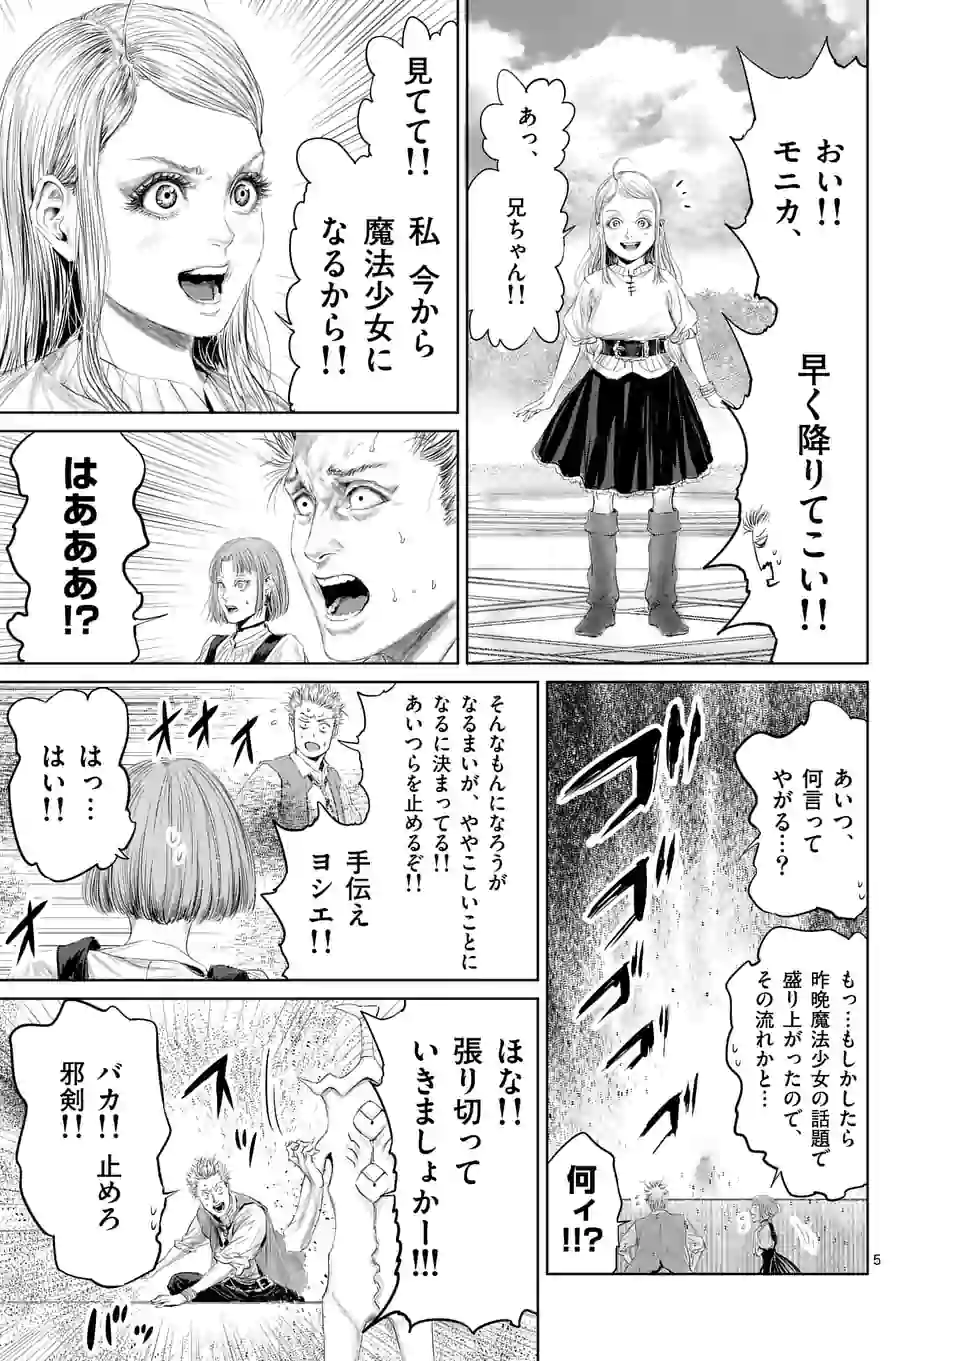 おい!!
モニカ、
早く降りてこい!!
あっ、
兄ちゃん!!
見てて!!
私 今から
魔法少女に
なるから!!
はあああ!?
あいつ、
何言って
やがる…?
もっ…もしかしたら
昨晩魔法少女の話題で
盛り上がったので、
その流れかと…
何ィ!!?
ゴゴゴゴゴ
そんなもんになろうが
なるまいが、ややこしいことに
なるに決まってる!!
あいつらを止めるぞ!!
手伝え
ヨシエ!!
オオオィ
はっ…
はい!!
ほな!!
張り切って
いきましょかー!!!
バカ!! 止めろ
邪剣!!
5